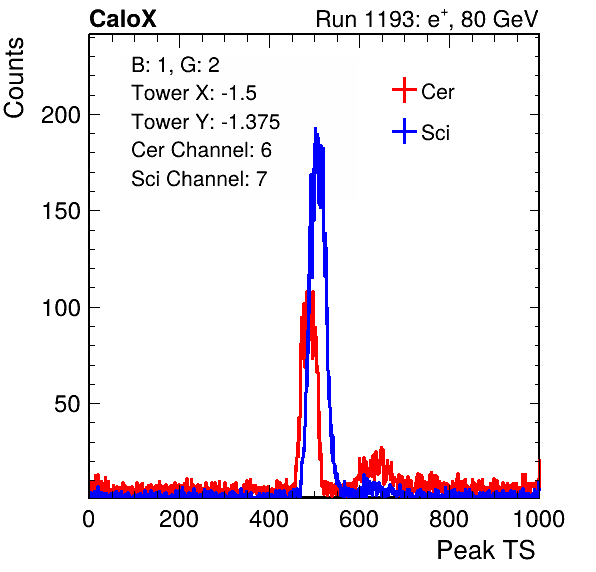 CaloX Run 1193: e⁺, 80 GeV
Counts
B: 1, G: 2
Tower X: -1.5
Tower Y: -1.375
Cer Channel: 6
Sci Channel: 7
Cer
Sci
200
150
100
50
0 200 400 600 800 1000
Peak TS